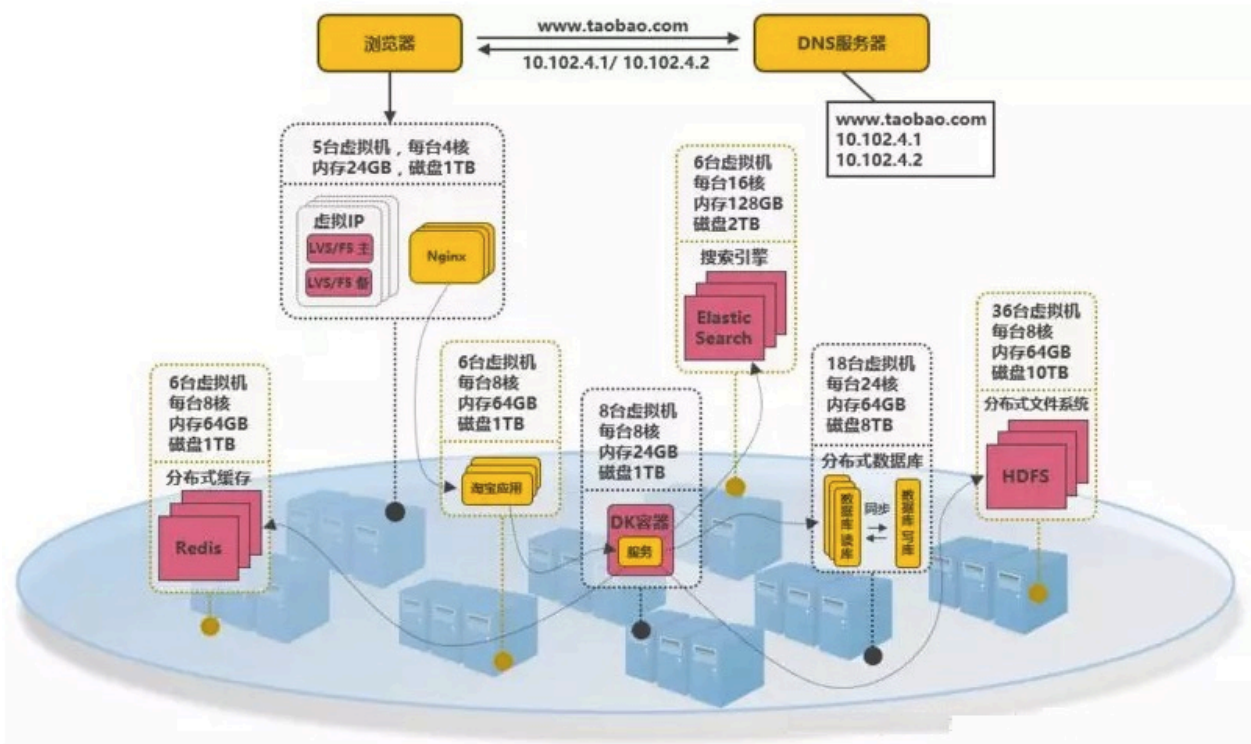 浏览器
www.taobao.com
10.102.4.1/ 10.102.4.2
DNS服务器
www.taobao.com
10.102.4.1
10.102.4.2
5台虚拟机，每台4核
内存24GB，磁盘1TB
虚拟IP
LVS/F5 主
LVS/F5 备
Nginx
6台虚拟机
每台16核
内存128GB
磁盘2TB
搜索引擎
Elastic
Search
36台虚拟机
每台8核
内存64GB
磁盘10TB
分布式文件系统
HDFS
6台虚拟机
每台8核
内存64GB
磁盘1TB
分布式缓存
Redis
6台虚拟机
每台8核
内存64GB
磁盘1TB
淘宝应用
8台虚拟机
每台8核
内存24GB
磁盘1TB
DK容器
服务
18台虚拟机
每台24核
内存64GB
磁盘8TB
分布式数据库
数据库 读库
同步
数据库 写库